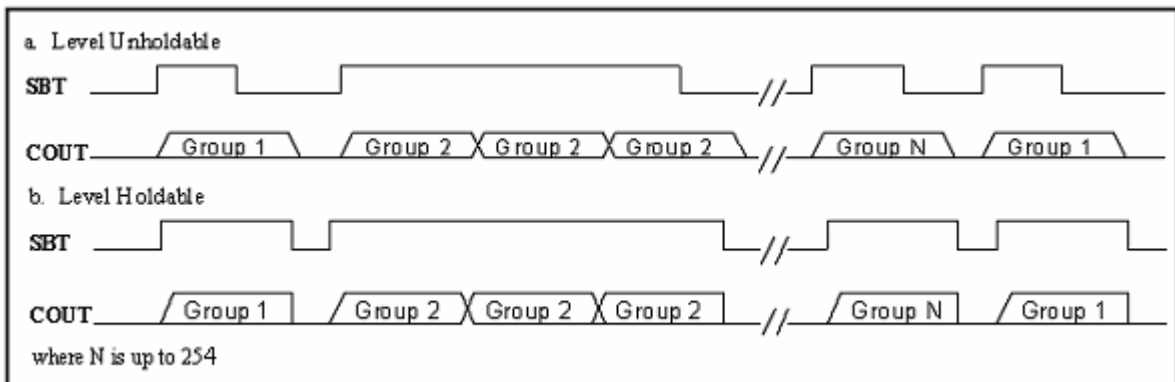 a. Level Unholdable
SBT
COUT Group 1 Group 2 Group 2 Group 2 Group N Group 1
b. Level Holdable
SBT
COUT Group 1 Group 2 Group 2 Group 2 Group N Group 1
where N is up to 254